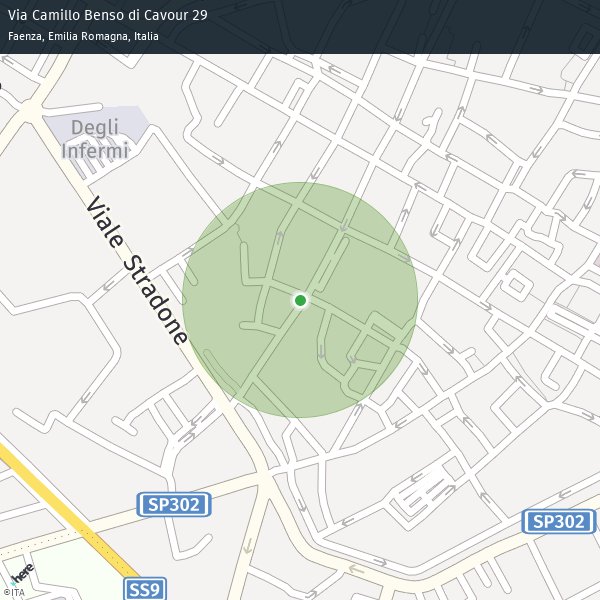 Via Camillo Benso di Cavour 29
Faenza, Emilia Romagna, Italia
Degli
Infermi
Viale Stradone
SP302
SP302
SS9
here
©ITA